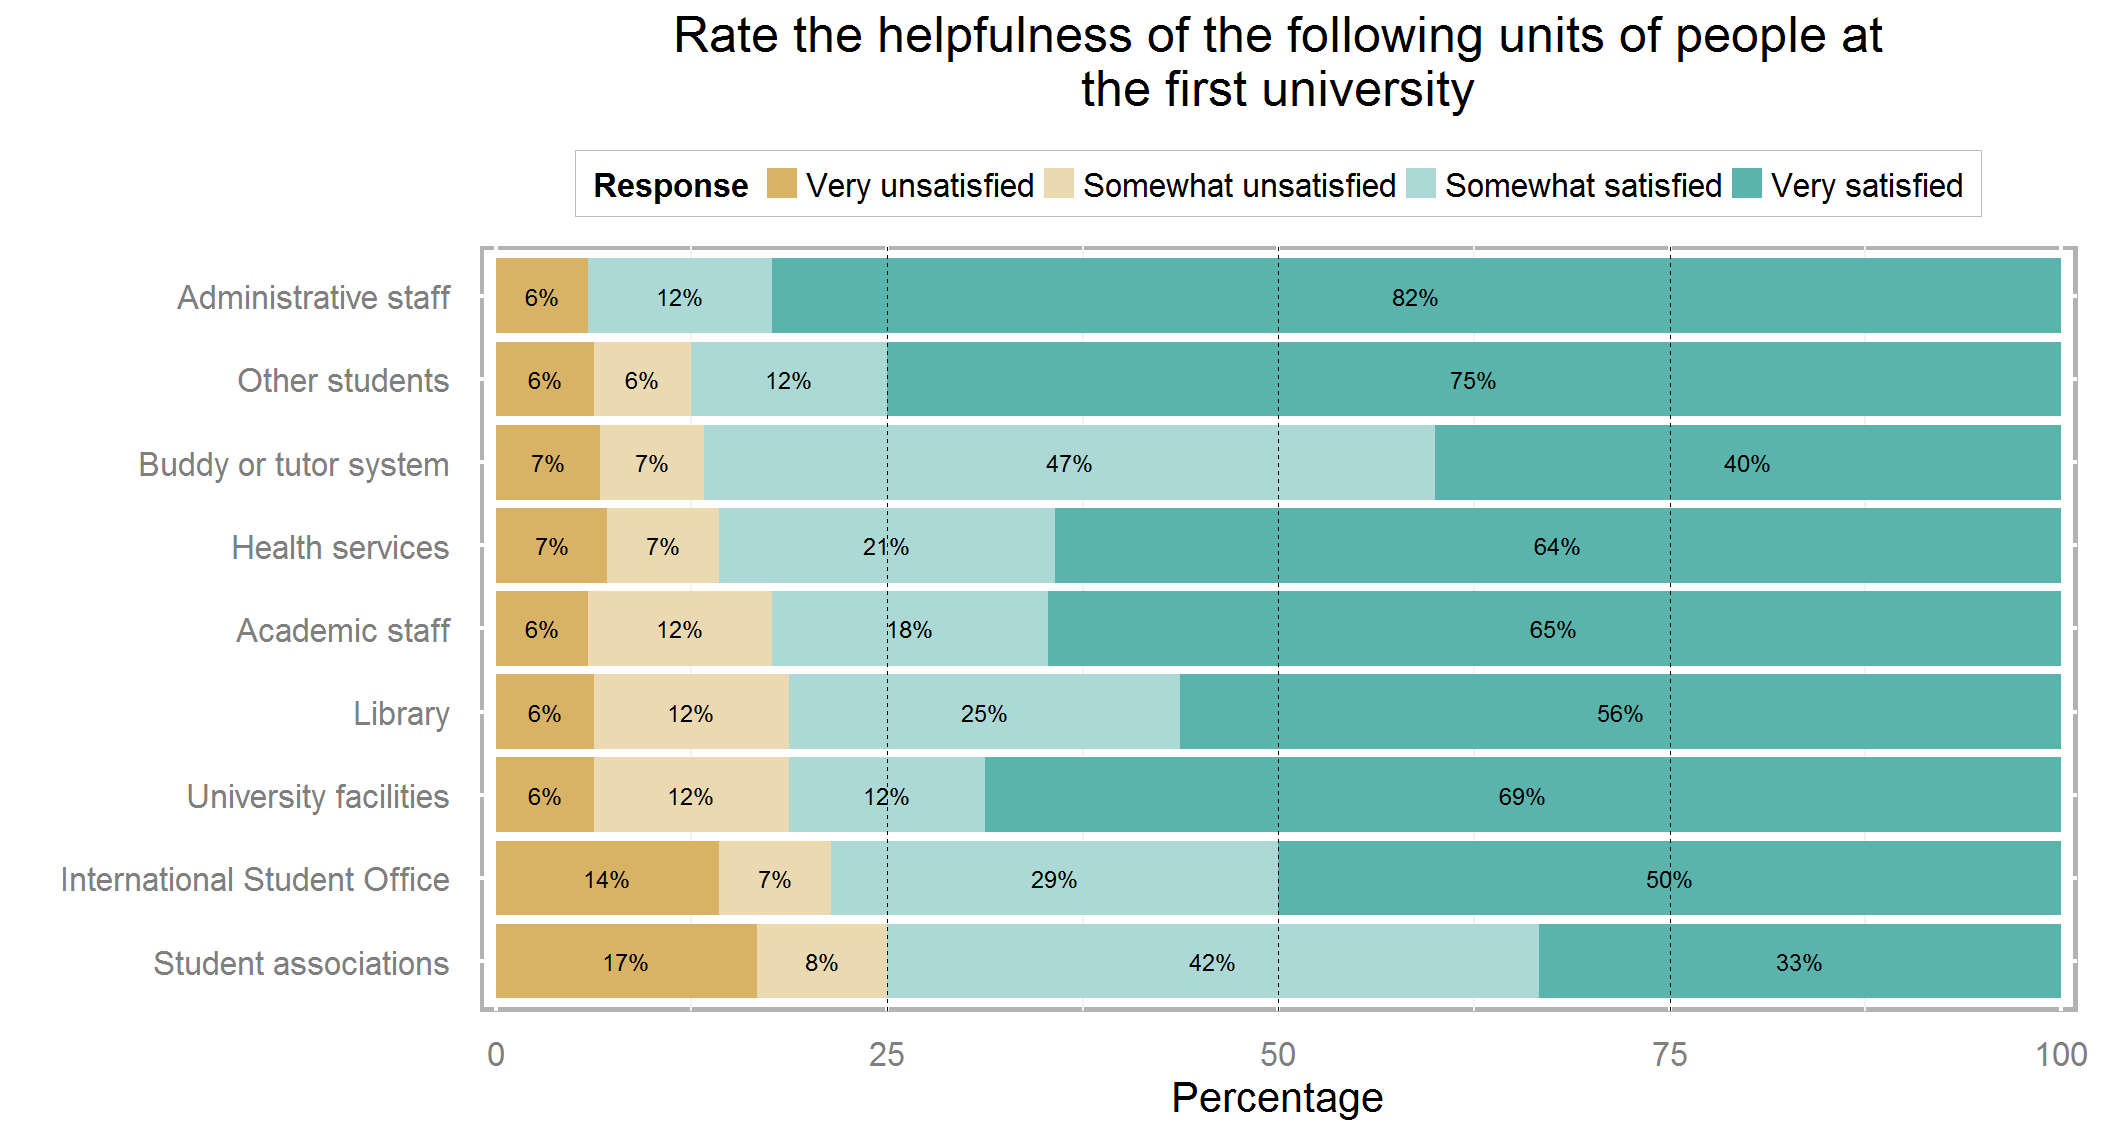 Rate the helpfulness of the following units of people at
the first university
Response Very unsatisfied Somewhat unsatisfied Somewhat satisfied Very satisfied
Administrative staff 6% 12% 82%
Other students 6% 6% 12% 75%
Buddy or tutor system 7% 7% 47% 40%
Health services 7% 7% 21% 64%
Academic staff 6% 12% 18% 65%
Library 6% 12% 25% 56%
University facilities 6% 12% 12% 69%
International Student Office 14% 7% 29% 50%
Student associations 17% 8% 42% 33%
0 25 50 75 100
Percentage